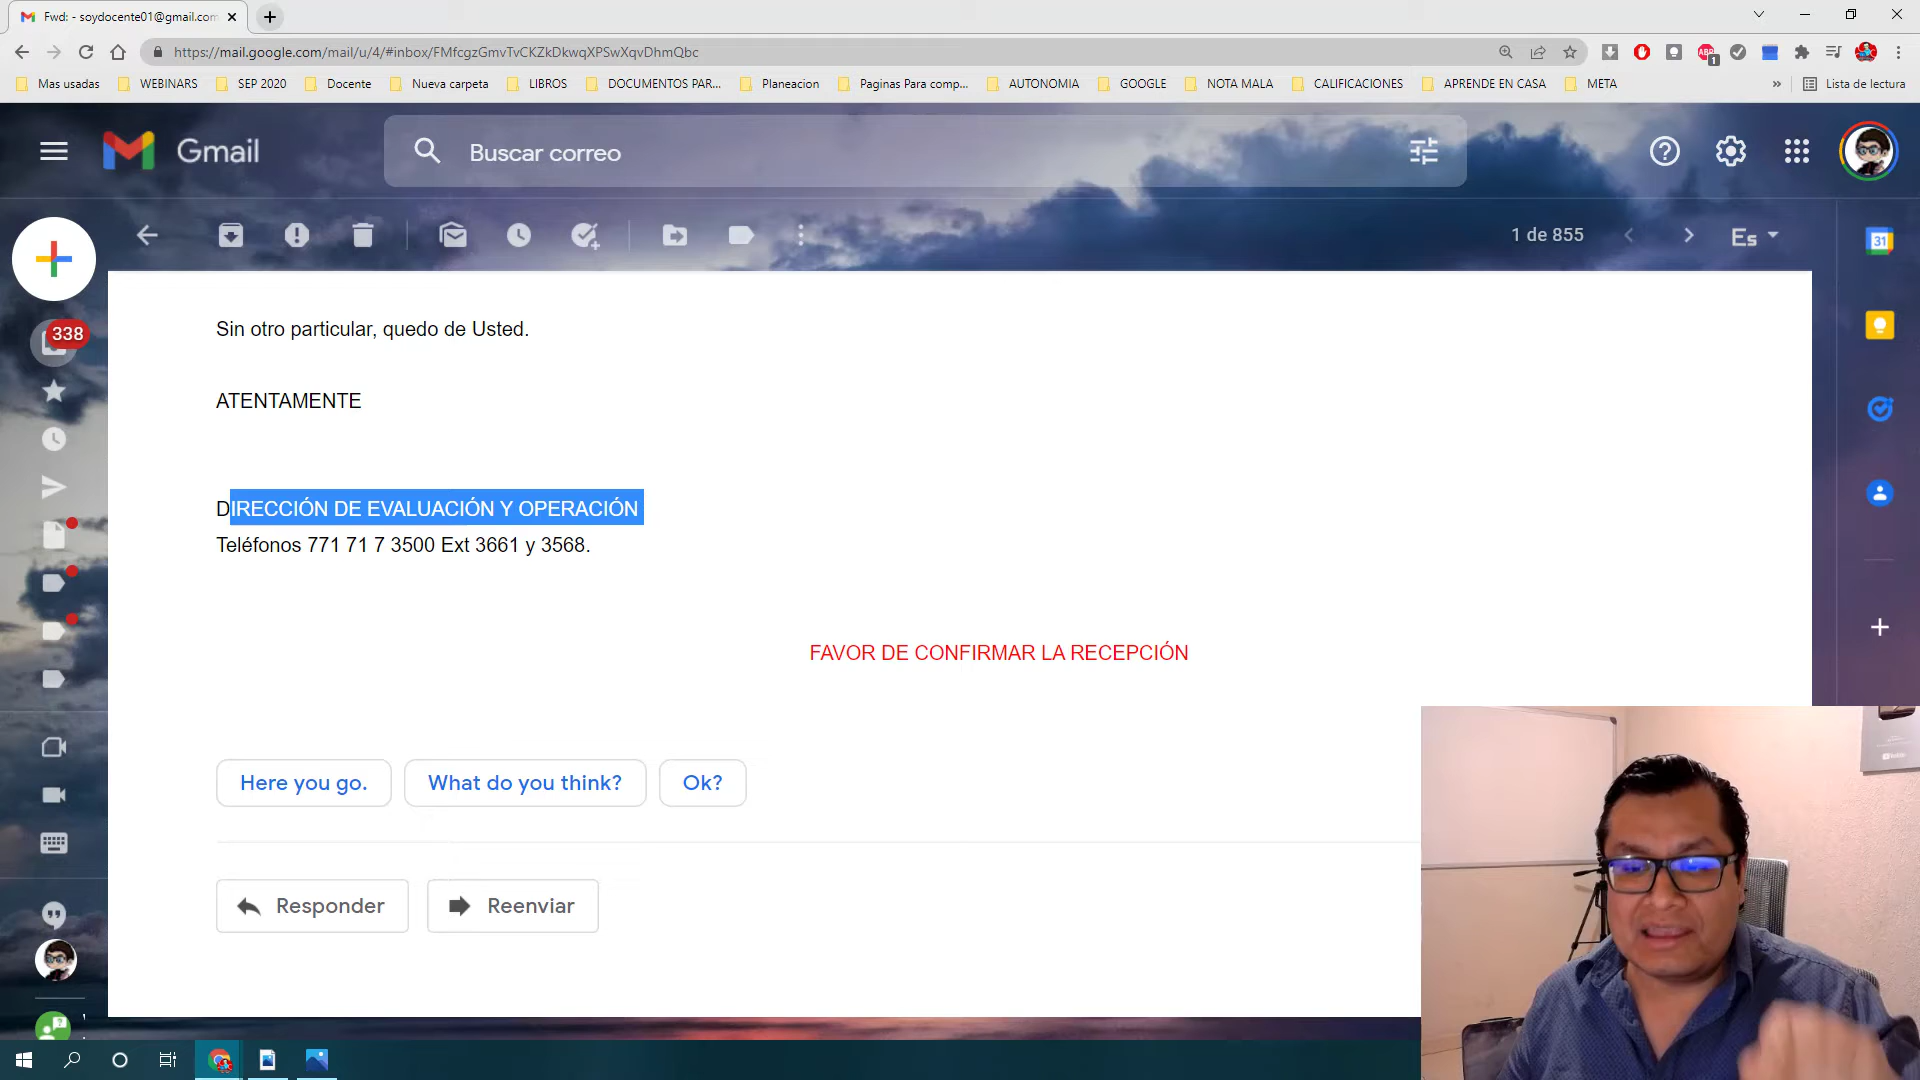 Fwd: - soydocente01@gmail.com
https://mail.google.com/mail/u/4/#inbox/FMfcgzGmvTvCKZkDkwqXPSwXqvDhmQbc
ABP
1
Mas usadas
WEBINARS
SEP 2020
Docente
Nueva carpeta
LIBROS
DOCUMENTOS PAR...
Planeacion
Paginas Para comp...
AUTONOMIA
GOOGLE
NOTA MALA
CALIFICACIONES
APRENDE EN CASA
META
»
Lista de lectura
Gmail
Buscar correo
1 de 855
Es
31
338
Sin otro particular, quedo de Usted.
ATENTAMENTE
DIRECCIÓN DE EVALUACIÓN Y OPERACIÓN
Teléfonos 771 71 7 3500 Ext 3661 y 3568.
FAVOR DE CONFIRMAR LA RECEPCIÓN
Here you go.
What do you think?
Ok?
Responder
Reenviar